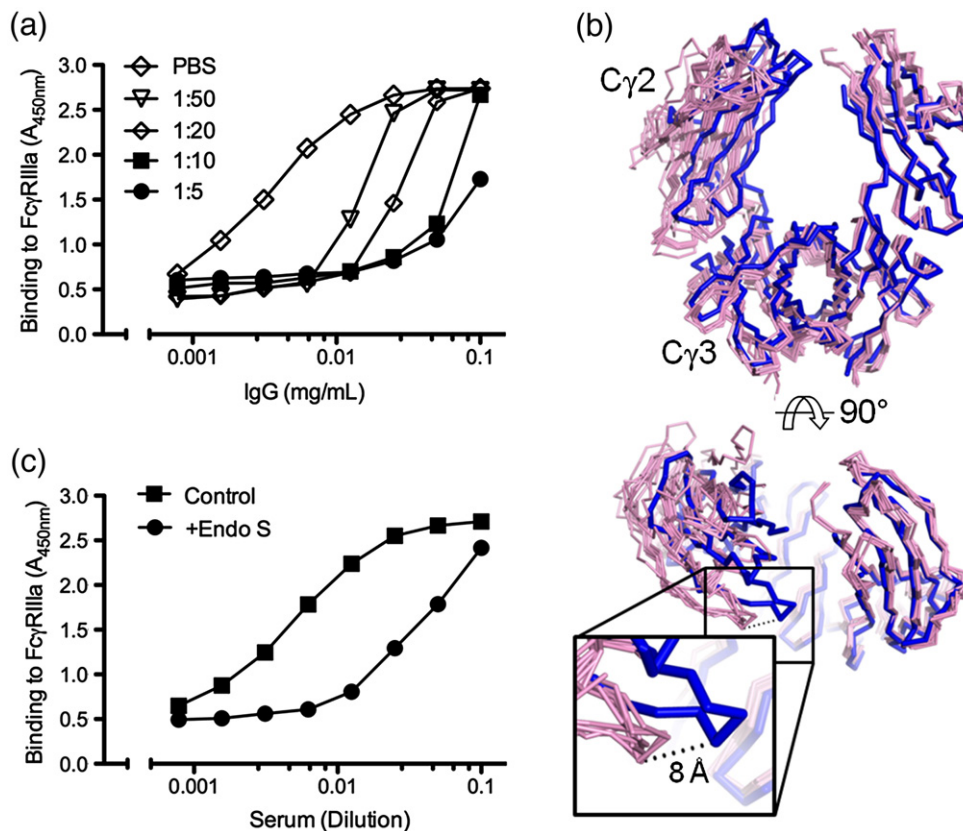 (a)
Binding to FcγRIIIa (A450nm)
3.0
2.5
2.0
1.5
1.0
0.5
0.0
PBS
1:50
1:20
1:10
1:5
0.001
0.01
0.1
IgG (mg/mL)
(b)
Cγ2
Cγ3
90°
8 Å
(c)
Binding to FcγRIIIa (A450nm)
3.0
2.5
2.0
1.5
1.0
0.5
0.0
Control
+Endo S
0.001
0.01
0.1
Serum (Dilution)